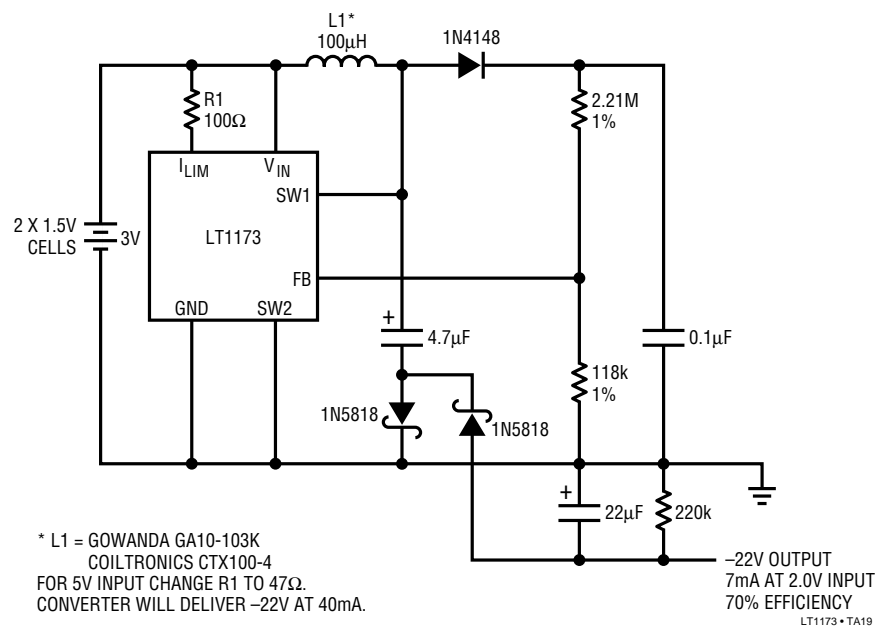 L1*
100μH
1N4148
R1
100Ω
2.21M
1%
I_LIM
V_IN
SW1
2 X 1.5V
CELLS
3V
LT1173
FB
GND
SW2
+
4.7μF
0.1μF
118k
1%
1N5818
1N5818
+
22μF
220k
* L1 = GOWANDA GA10-103K
COILTRONICS CTX100-4
FOR 5V INPUT CHANGE R1 TO 47Ω.
CONVERTER WILL DELIVER –22V AT 40mA.
–22V OUTPUT
7mA AT 2.0V INPUT
70% EFFICIENCY
LT1173 • TA19